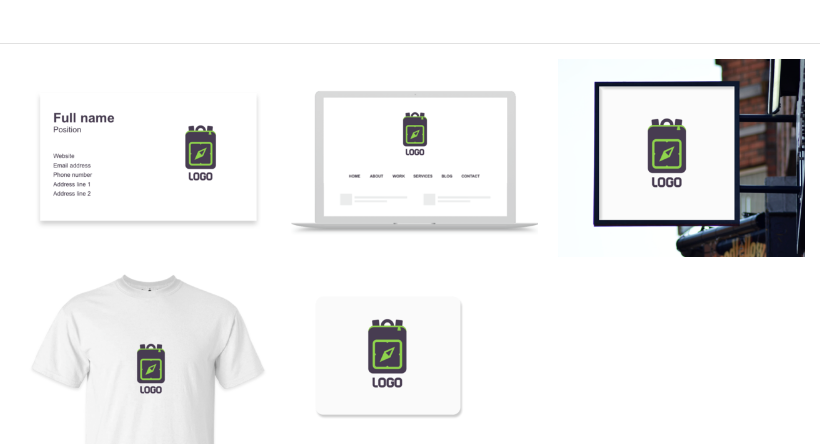 Full name
Position
Website
Email address
Phone number
Address line 1
Address line 2
LOGO
LOGO
HOME ABOUT WORK SERVICES BLOG CONTACT
LOGO
LOGO
LOGO